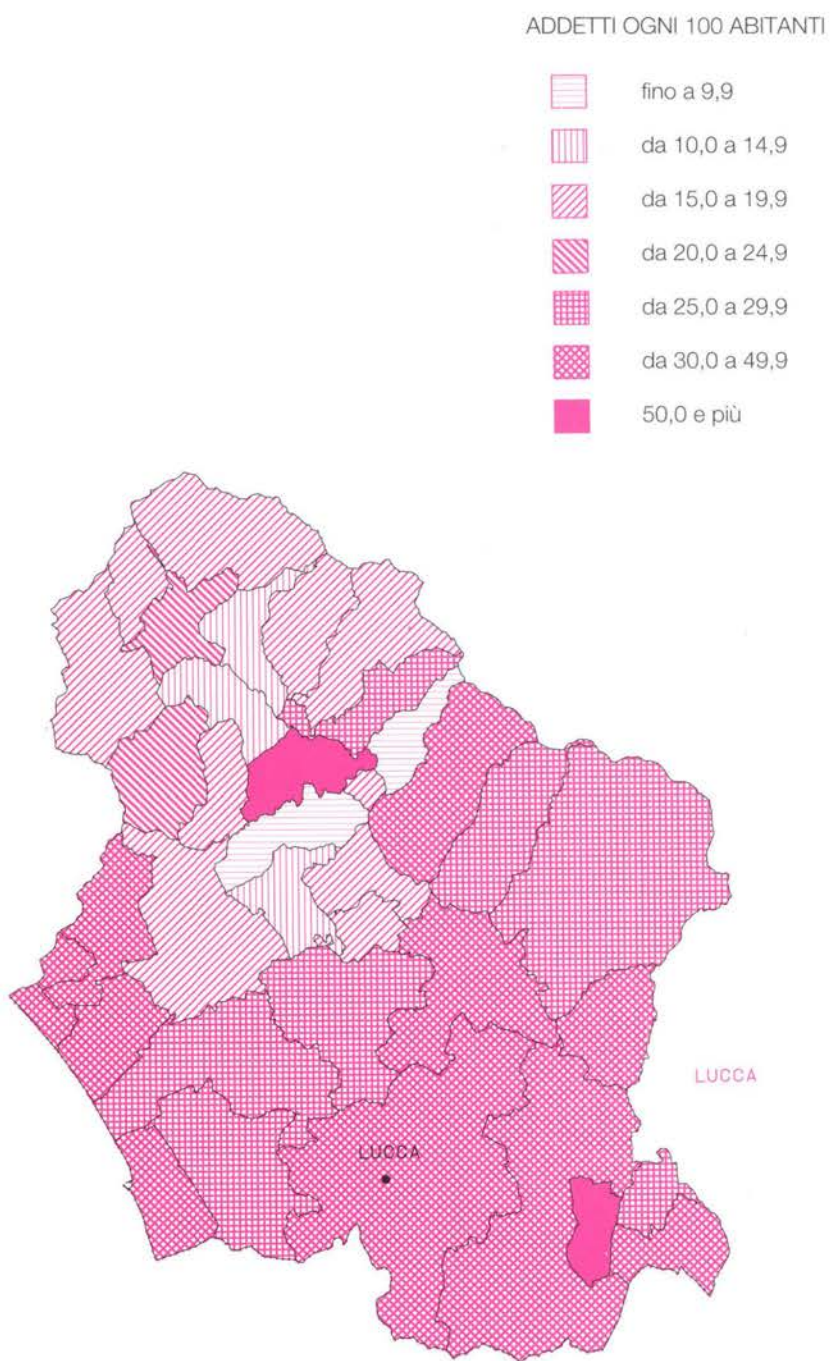 ADDETTI OGNI 100 ABITANTI
fino a 9,9
da 10,0 a 14,9
da 15,0 a 19,9
da 20,0 a 24,9
da 25,0 a 29,9
da 30,0 a 49,9
50,0 e più
LUCCA
LUCCA